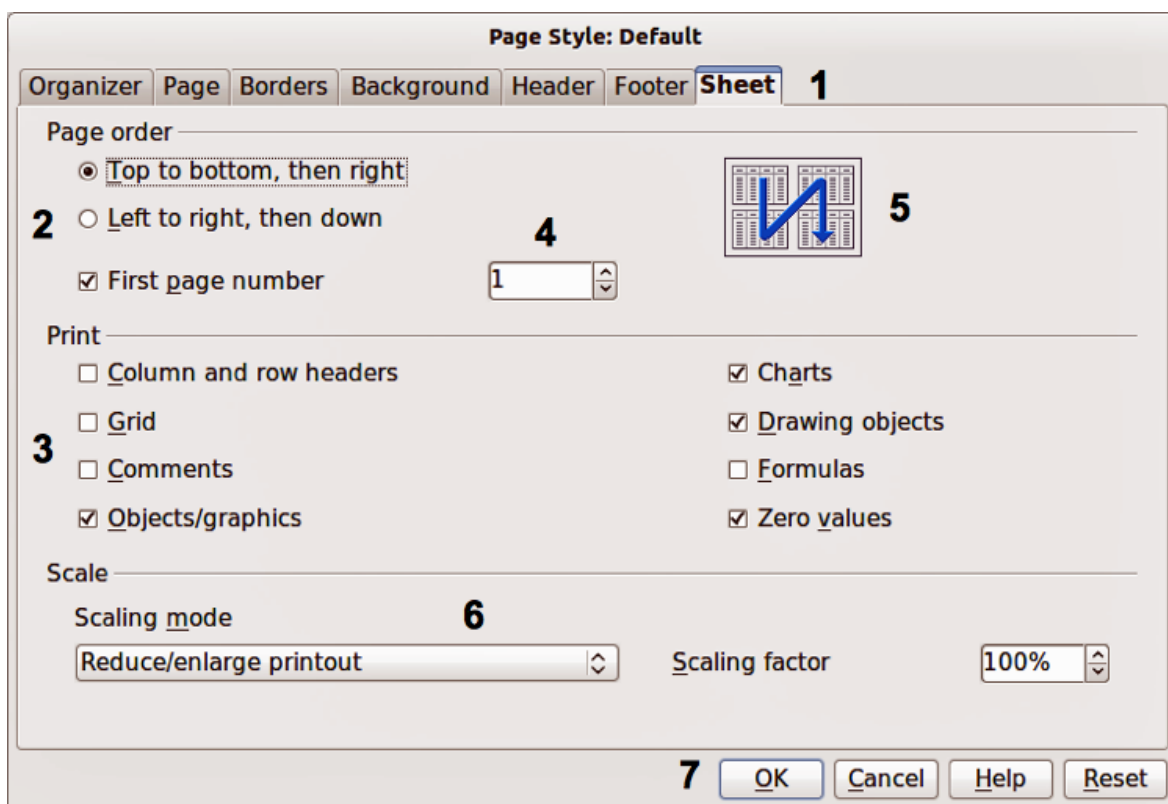 Page Style: Default
Organizer Page Borders Background Header Footer Sheet 1
Page order
Top to bottom, then right
2 Left to right, then down 4 5
First page number 1
Print
Column and row headers Charts
Grid Drawing objects
3
Comments Formulas
Objects/graphics Zero values
Scale
Scaling mode 6
Reduce/enlarge printout Scaling factor 100%
7 OK Cancel Help Reset